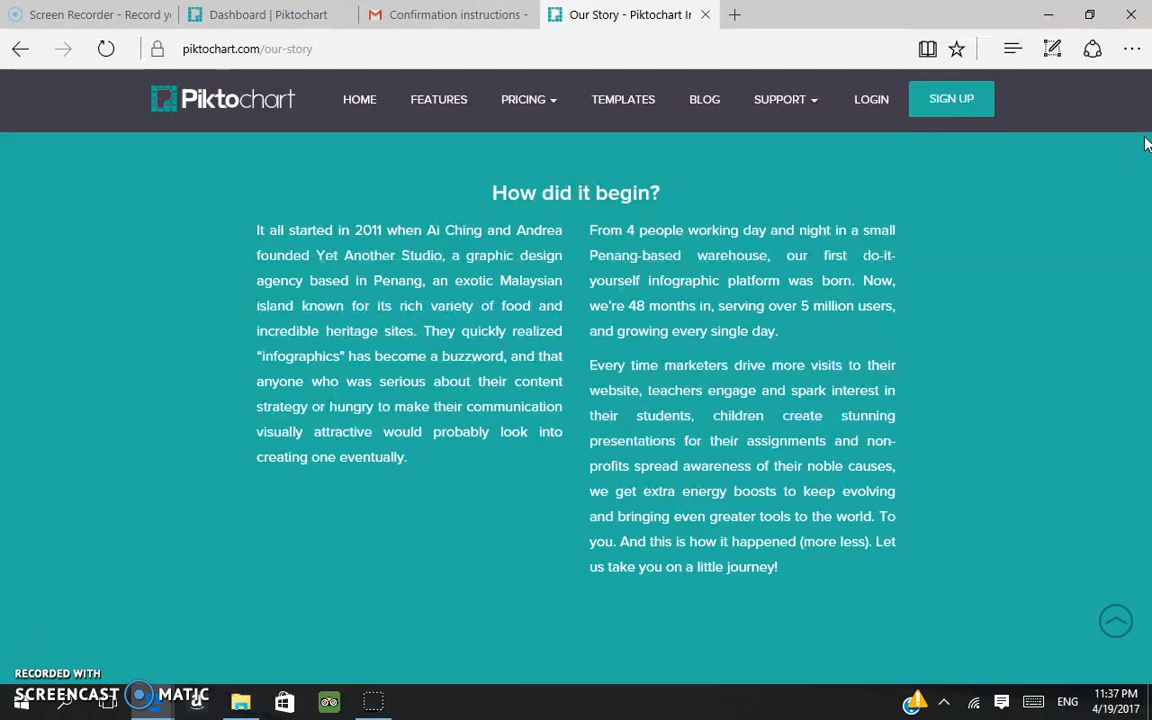 Screen Recorder - Record yo
Dashboard | Piktochart
Confirmation instructions -
Our Story - Piktochart In
piktochart.com/our-story
Piktochart
HOME
FEATURES
PRICING
TEMPLATES
BLOG
SUPPORT
LOGIN
SIGN UP
How did it begin?
It all started in 2011 when Ai Ching and Andrea
founded Yet Another Studio, a graphic design
agency based in Penang, an exotic Malaysian
island known for its rich variety of food and
incredible heritage sites. They quickly realized
“infographics” has become a buzzword, and that
anyone who was serious about their content
strategy or hungry to make their communication
visually attractive would probably look into
creating one eventually.
From 4 people working day and night in a small
Penang-based warehouse, our first do-it-
yourself infographic platform was born. Now,
we're 48 months in, serving over 5 million users,
and growing every single day.
Every time marketers drive more visits to their
website, teachers engage and spark interest in
their students, children create stunning
presentations for their assignments and non-
profits spread awareness of their noble causes,
we get extra energy boosts to keep evolving
and bringing even greater tools to the world. To
you. And this is how it happened (more less). Let
us take you on a little journey!
RECORDED WITH
SCREENCAST MATIC
ENG
11:37 PM
4/19/2017